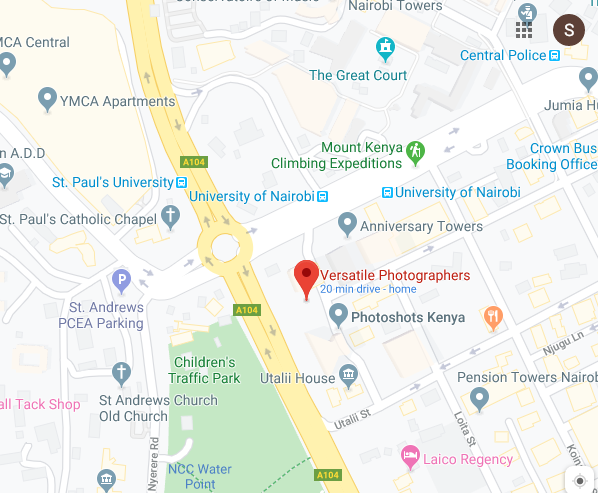 Conservatoire of Music
Nairobi Towers
S
MCA Central
The Great Court
Central Police
YMCA Apartments
Jumia
Mount Kenya
Climbing Expeditions
A104
Crown Bus
Booking Office
A.D.D
St. Paul's University
University of Nairobi
University of Nairobi
St. Paul's Catholic Chapel
Anniversary Towers
P
Versatile Photographers
20 min drive - home
St. Andrews
PCEA Parking
A104
Photoshots Kenya
Njugu Ln
Children's
Traffic Park
Utalii House
Pension Towers Nairobi
all Tack Shop
St Andrews Church
Old Church
Utalii St
Loita St
Nyerere Rd
Laico Regency
Koin
NCC Water
Point
A104